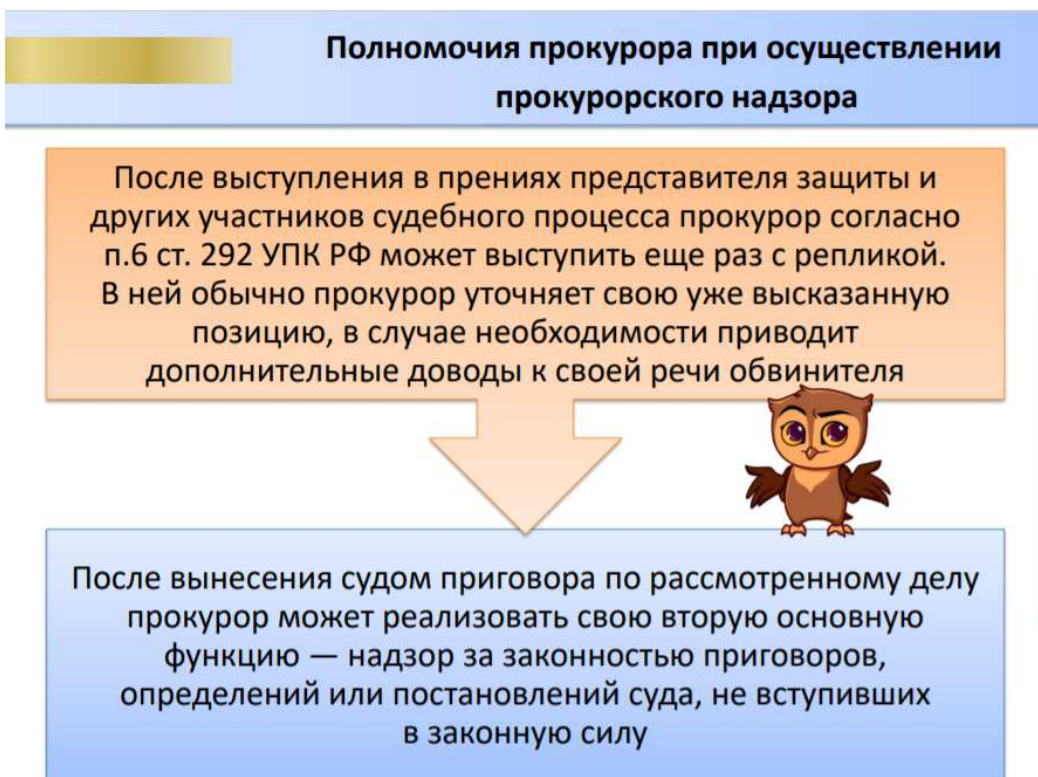 Полномочия прокурора при осуществлении
прокурорского надзора
После выступления в прениях представителя защиты и
других участников судебного процесса прокурор согласно
п.6 ст. 292 УПК РФ может выступить еще раз с репликой.
В ней обычно прокурор уточняет свою уже высказанную
позицию, в случае необходимости приводит
дополнительные доводы к своей речи обвинителя
После вынесения судом приговора по рассмотренному делу
прокурор может реализовать свою вторую основную
функцию — надзор за законностью приговоров,
определений или постановлений суда, не вступивших
в законную силу